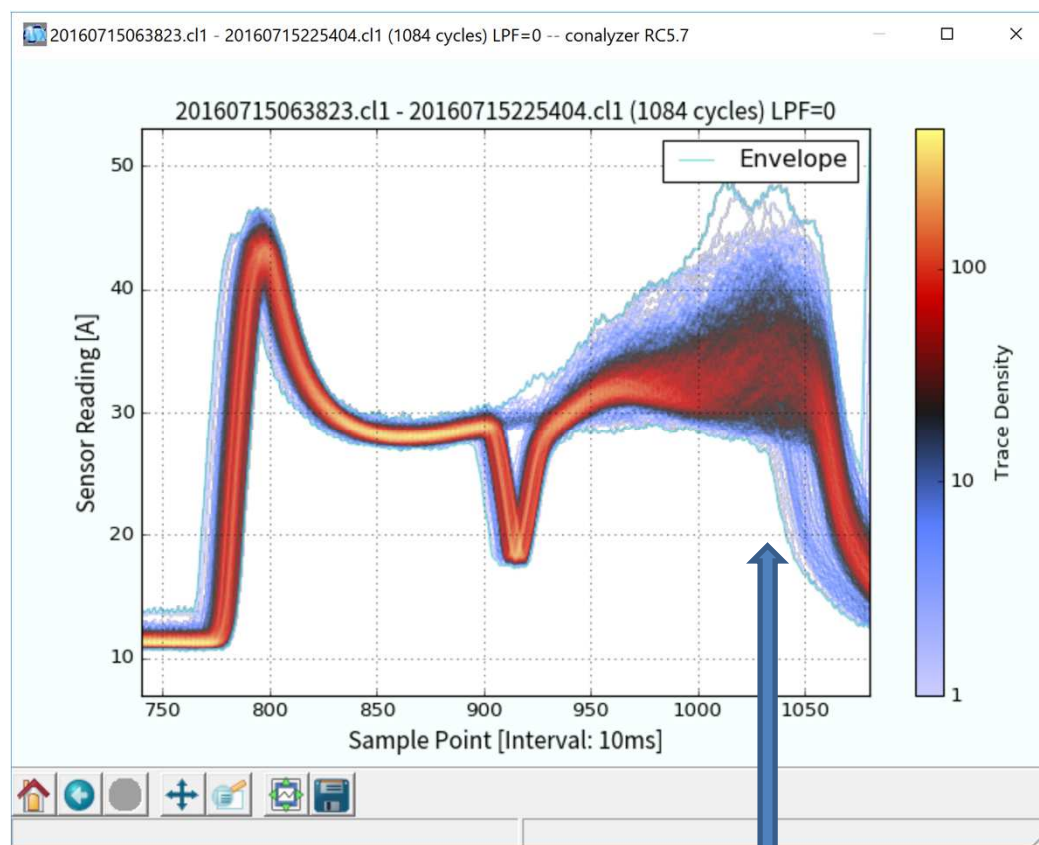 20160715063823.cl1 - 20160715225404.cl1 (1084 cycles) LPF=0 -- conalyzer RC5.7
20160715063823.cl1 - 20160715225404.cl1 (1084 cycles) LPF=0
Envelope
50
40
30
20
10
Sensor Reading [A]
750 800 850 900 950 1000 1050
Sample Point [Interval: 10ms]
100
10
1
Trace Density